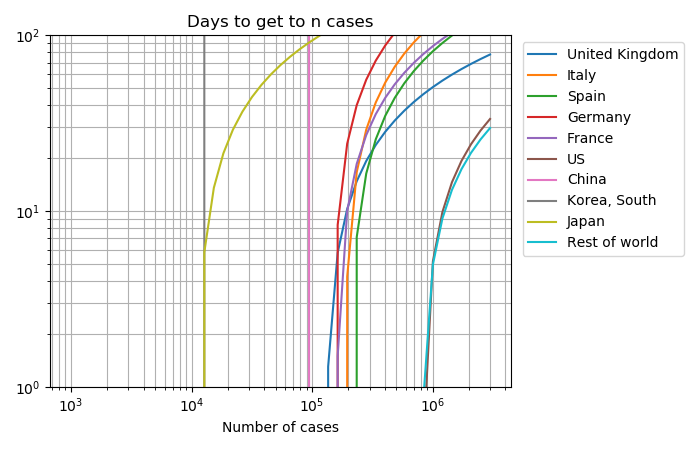 Days to get to n cases
10²
10¹
10⁰
10³
10⁴
10⁵
10⁶
Number of cases
United Kingdom
Italy
Spain
Germany
France
US
China
Korea, South
Japan
Rest of world